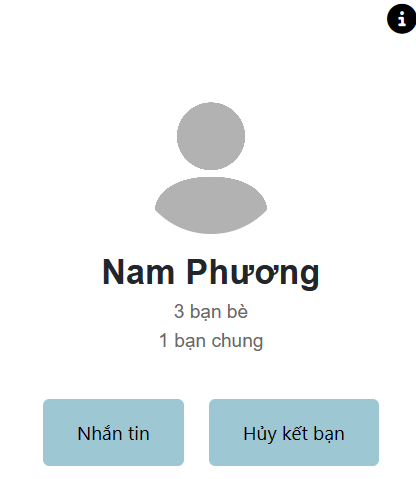 Nam Phương
3 bạn bè
1 bạn chung
Nhắn tin
Hủy kết bạn